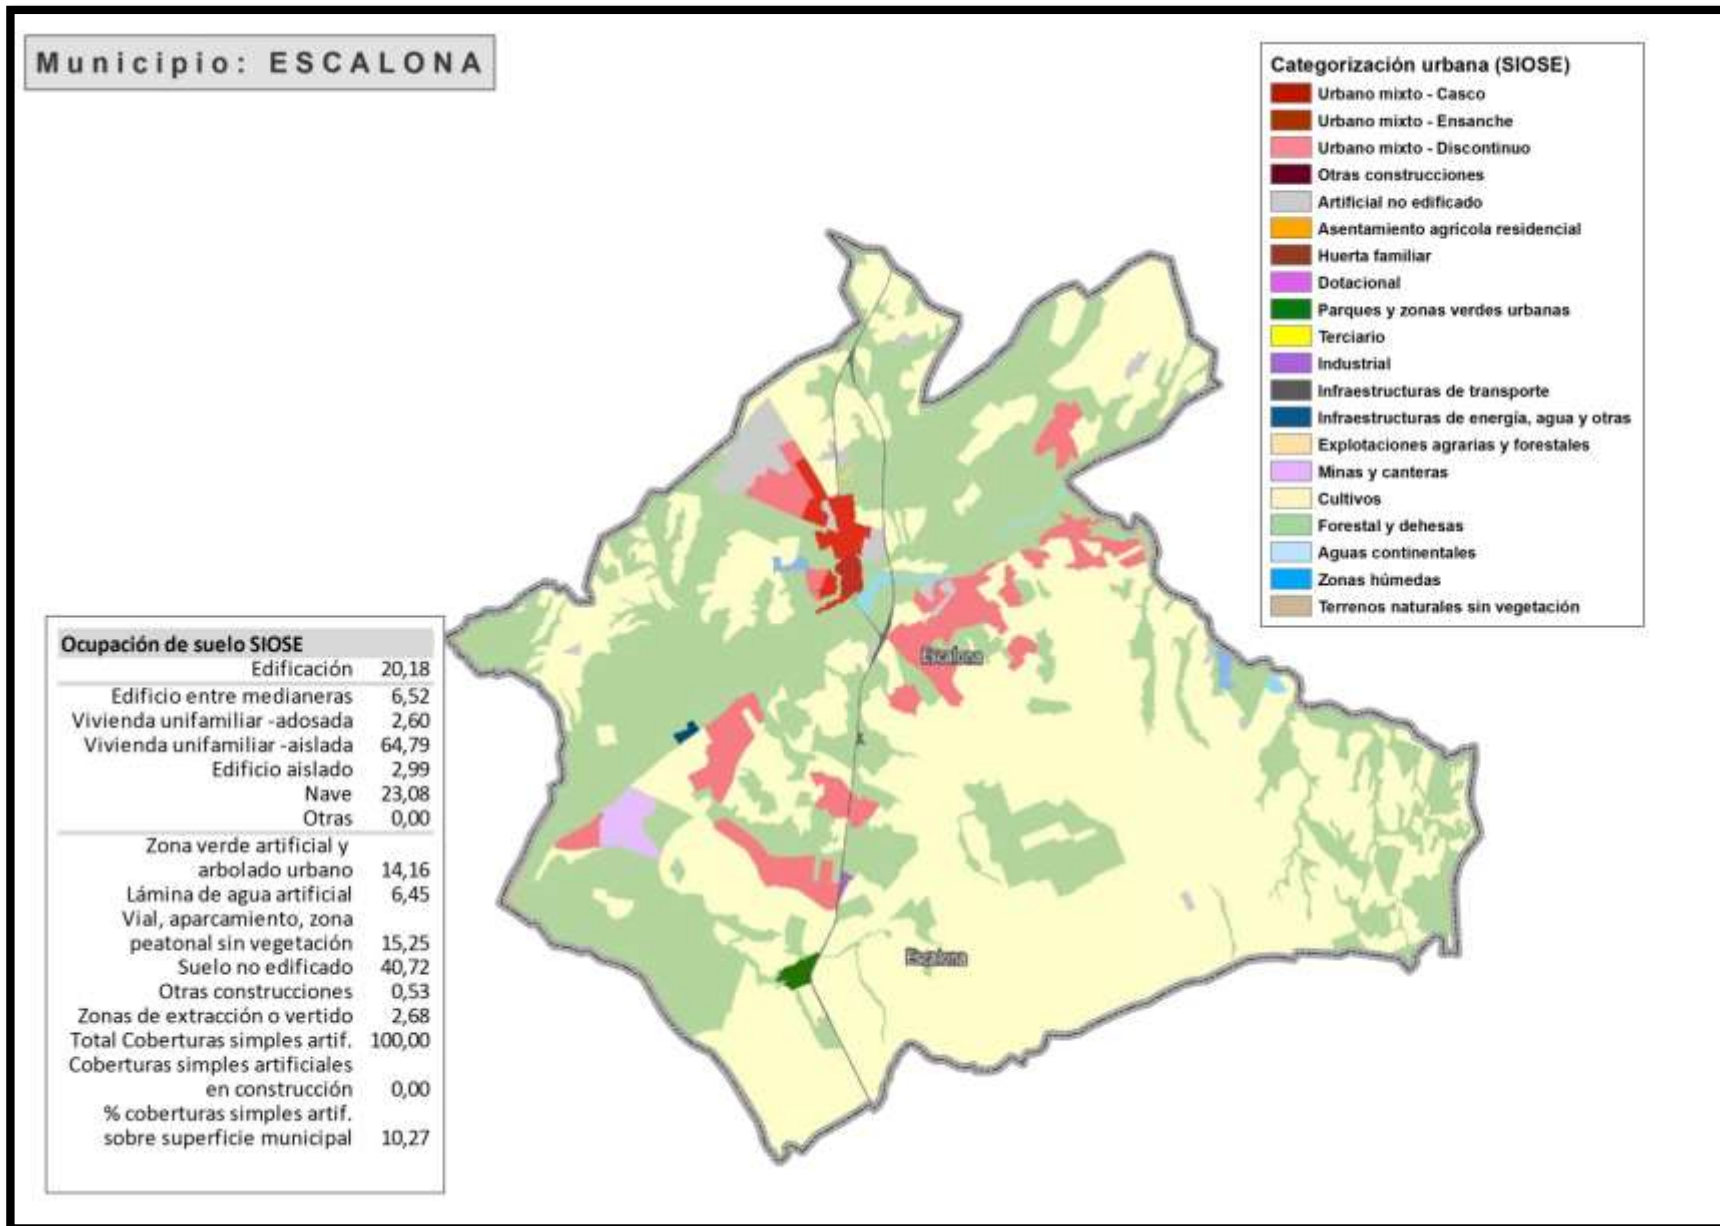 Municipio: ESCALONA
Categorización urbana (SIOSE)
Urbano mixto - Casco
Urbano mixto - Ensanche
Urbano mixto - Discontinuo
Otras construcciones
Artificial no edificado
Asentamiento agrícola residencial
Huerta familiar
Dotacional
Parques y zonas verdes urbanas
Terciario
Industrial
Infraestructuras de transporte
Infraestructuras de energía, agua y otras
Explotaciones agrarias y forestales
Minas y canteras
Cultivos
Forestal y dehesas
Aguas continentales
Zonas húmedas
Terrenos naturales sin vegetación
Escalona
Escalona
Ocupación de suelo SIOSE
Edificación 20,18
Edificio entre medianeras 6,52
Vivienda unifamiliar -adosada 2,60
Vivienda unifamiliar -aislada 64,79
Edificio aislado 2,99
Nave 23,08
Otras 0,00
Zona verde artificial y
arbolado urbano 14,16
Lámina de agua artificial 6,45
Vial, aparcamiento, zona
peatonal sin vegetación 15,25
Suelo no edificado 40,72
Otras construcciones 0,53
Zonas de extracción o vertido 2,68
Total Coberturas simples artif. 100,00
Coberturas simples artificiales
en construcción 0,00
% coberturas simples artif.
sobre superficie municipal 10,27